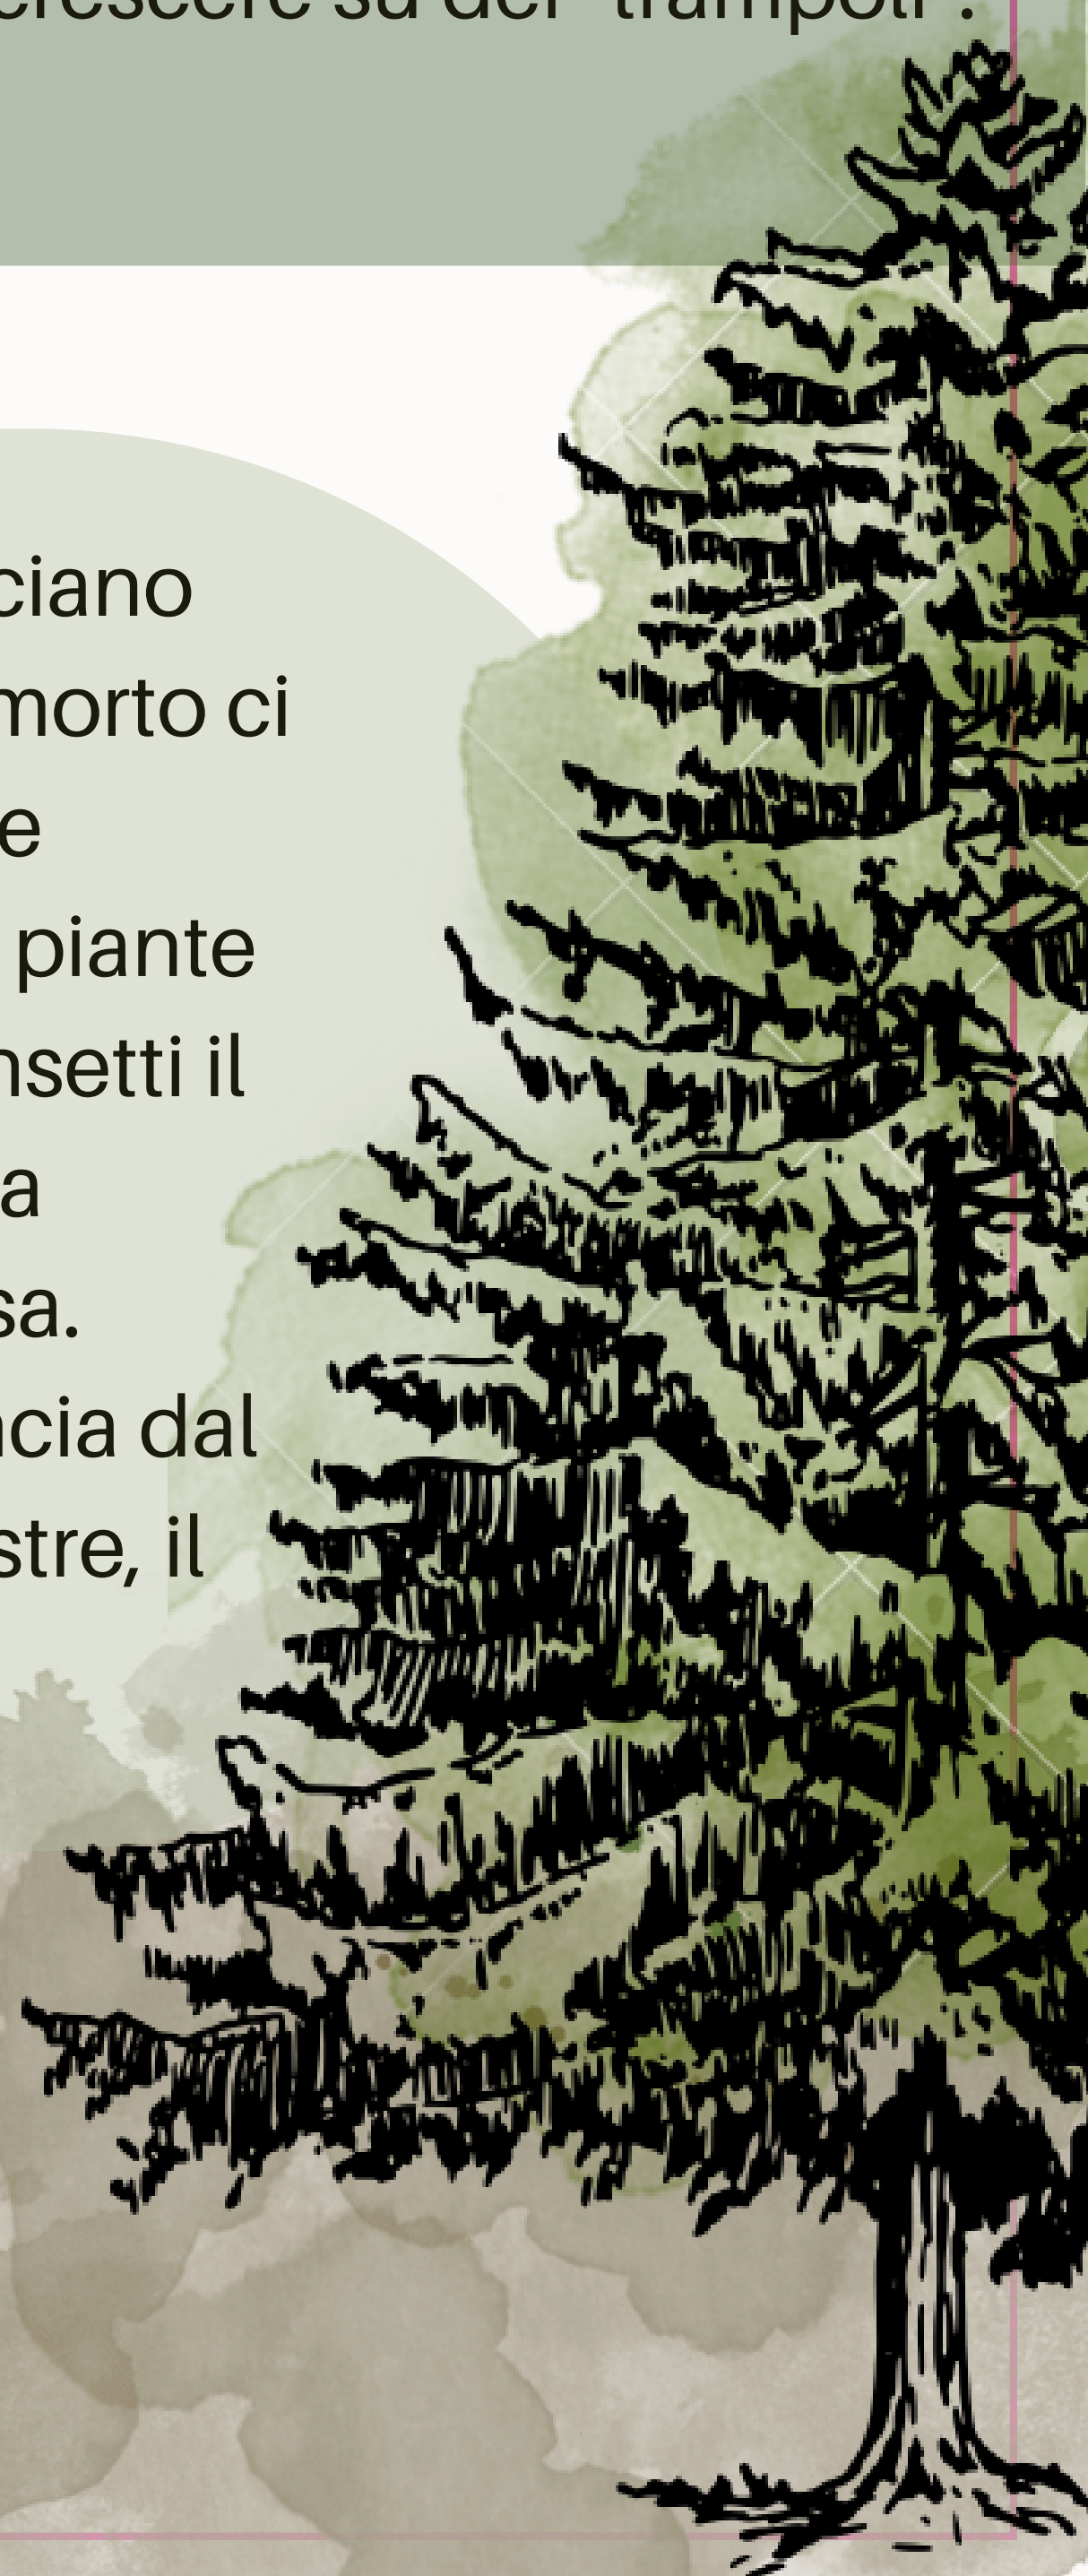 crescere su dei "trampoli".
ciano
morto ci
e
piante
nsetti il
a
sa.
ncia dal
stre, il